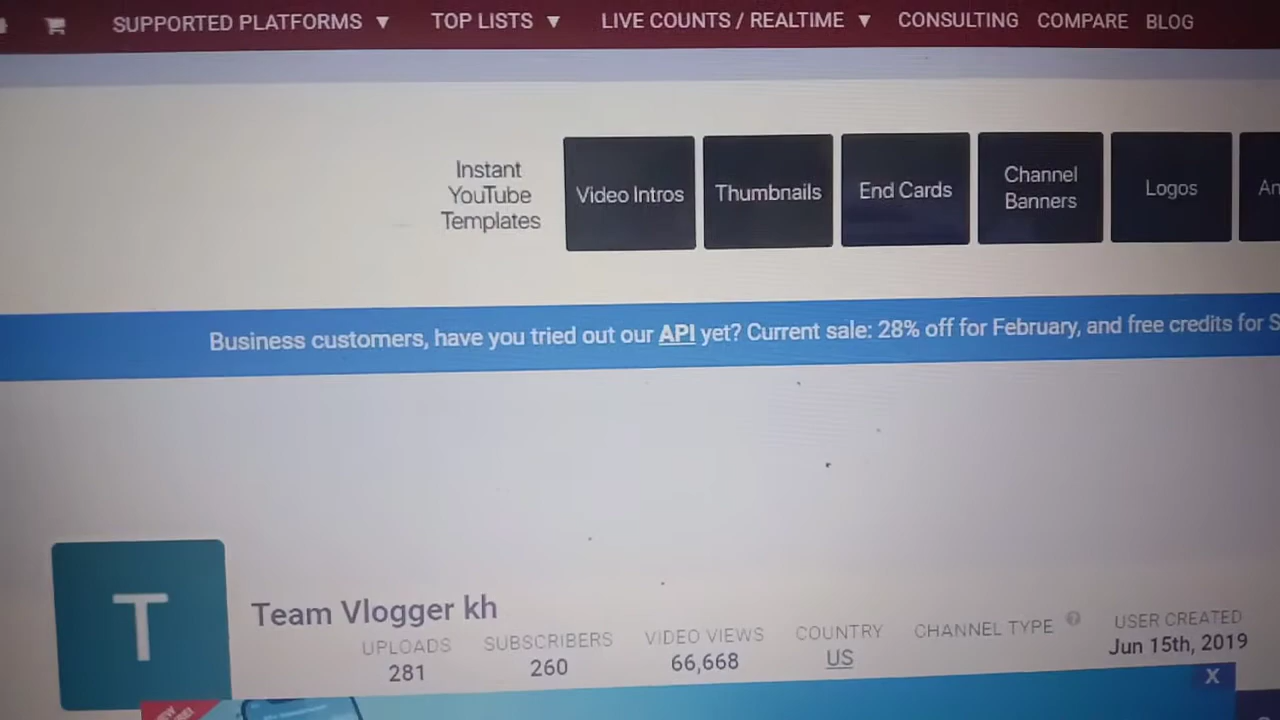 SUPPORTED PLATFORMS ▼ TOP LISTS ▼ LIVE COUNTS / REALTIME ▼ CONSULTING COMPARE BLOG
Instant
YouTube
Templates
Video Intros
Thumbnails
End Cards
Channel
Banners
Logos
Business customers, have you tried out our API yet? Current sale: 28% off for February, and free credits for
T
Team Vlogger kh
UPLOADS
281
SUBSCRIBERS
260
VIDEO VIEWS
66,668
COUNTRY
US
CHANNEL TYPE ?
USER CREATED
Jun 15th, 2019
X
NEW